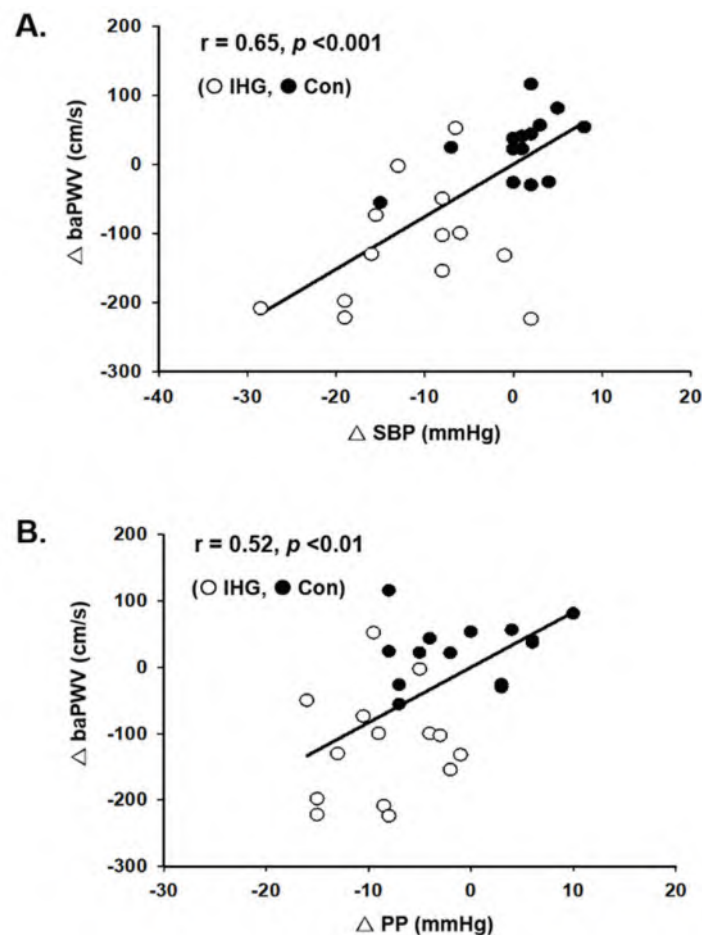 A.
r = 0.65, p <0.001
(○ IHG, ● Con)
200
100
0
-100
-200
-300
△ baPWV (cm/s)
-40 -30 -20 -10 0 10 20
△ SBP (mmHg)
B.
r = 0.52, p <0.01
(○ IHG, ● Con)
200
100
0
-100
-200
-300
△ baPWV (cm/s)
-20 -10 0 10 20
△ PP (mmHg)